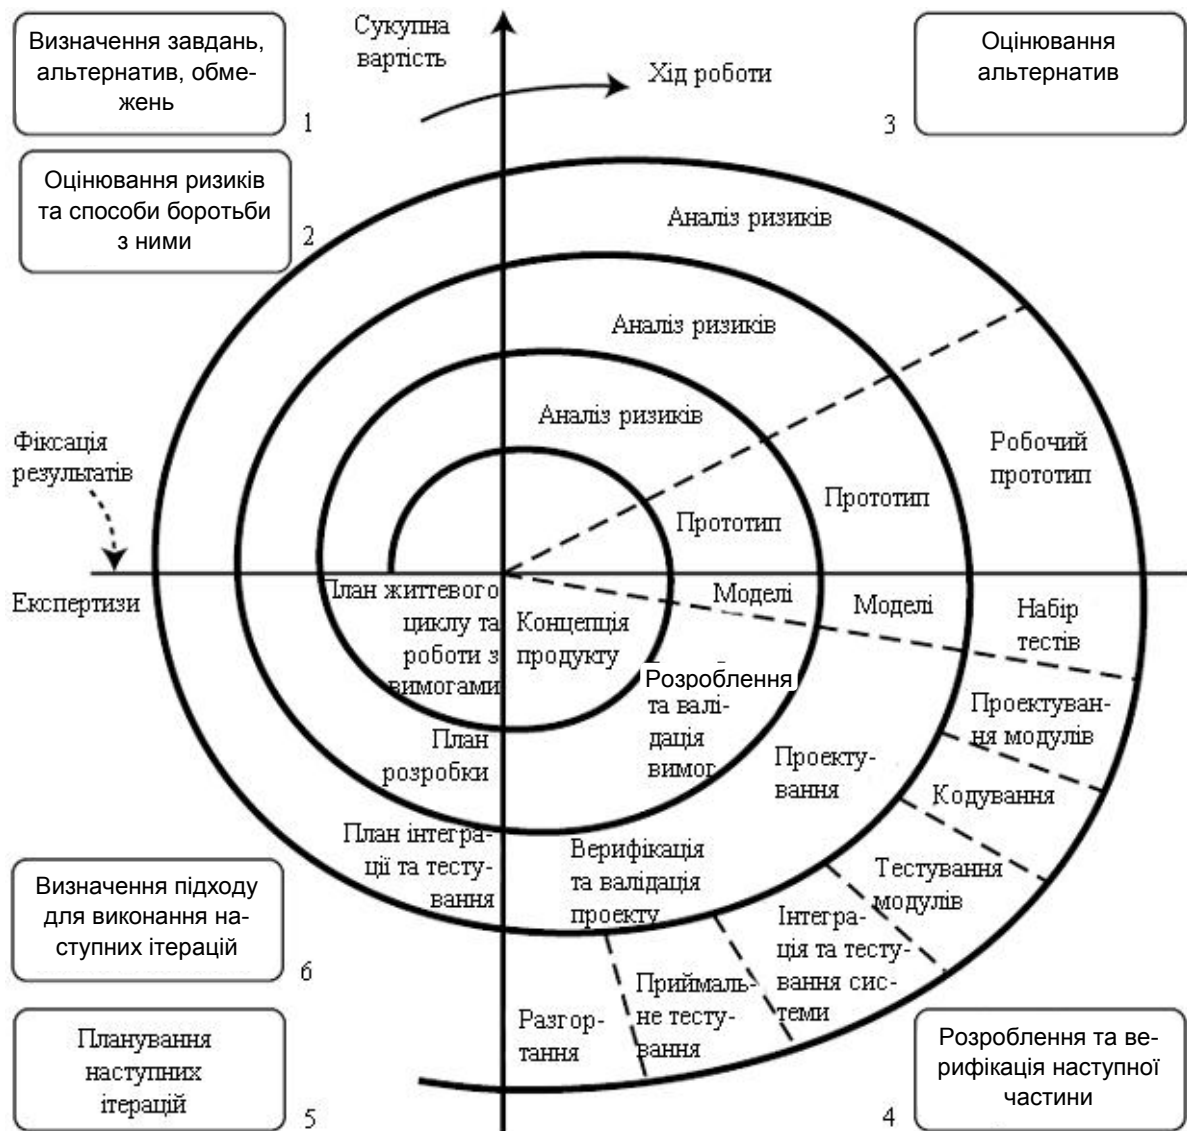 Визначення завдань,
альтернатив, обме-
жень
1
Сукупна
вартість
Хід роботи
3
Оцінювання
альтернатив
Оцінювання ризиків
та способи боротьби
з ними
2
Аналіз ризиків
Аналіз ризиків
Аналіз ризиків
Фіксація
результатів
Робочий
прототип
Прототип
Прототип
Експертизи
План життевого
циклу та
роботи з
вимогами
Концепція
продукту
Моделі
Моделі
Набір
тестів
Розроблення
та валі-
дація
вимог
Проектуван-
ня модулів
План
розробки
Проекту-
вання
Кодування
План інтегра-
ції та тесту-
вання
Верифікація
та валідація
проекту
Тестування
модулів
Інтегра-
ція та тесту-
вання сис-
теми
Приймаль-
не тесту-
вання
Разгор-
тання
Визначення підходу
для виконання на-
ступних ітерацій
6
Планування
наступних
ітерацій
5
4
Розроблення та ве-
рифікація наступної
частини